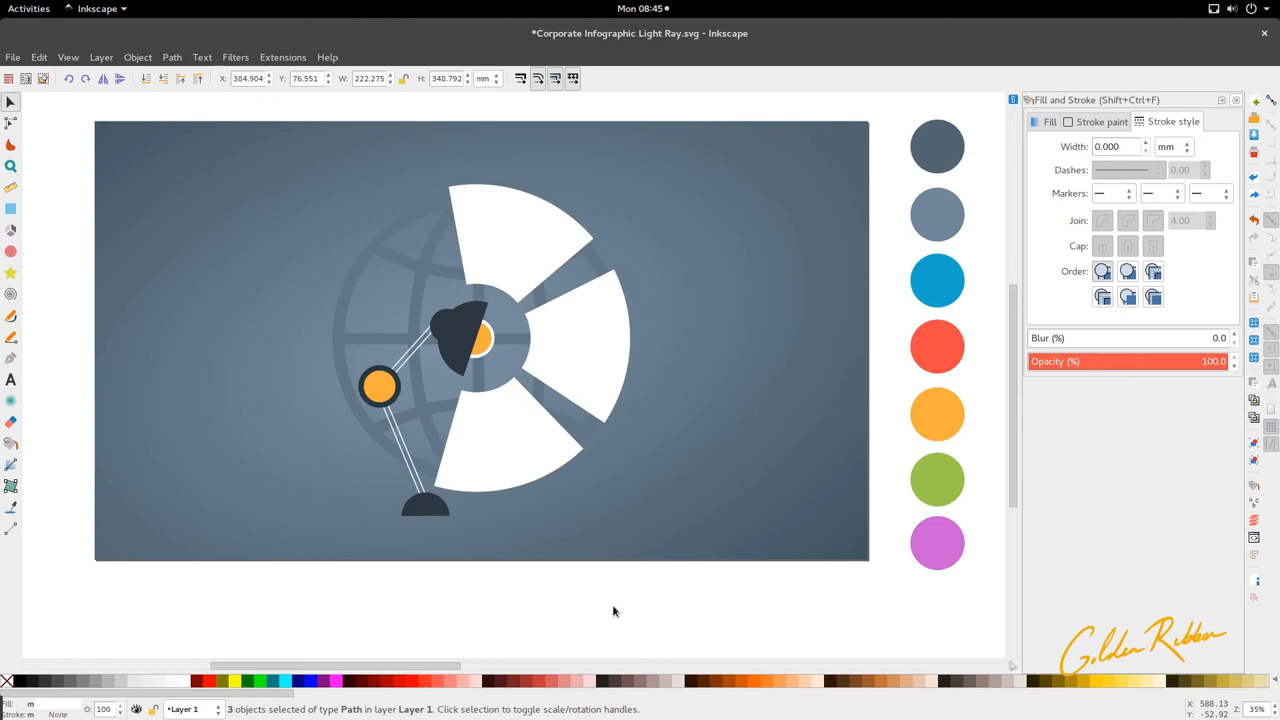 Activities
Inkscape
Mon 08:45
*Corporate Infographic Light Ray.svg - Inkscape
File Edit View Layer Object Path Text Filters Extensions Help
X: 384.904 Y: 76.551 W: 222.275 H: 348.792 mm
Fill and Stroke (Shift+Ctrl+F)
Fill Stroke paint Stroke style
Width: 0.000 mm
Dashes: 0.00
Markers:
Join: 4.00
Cap:
Order:
Blur (%) 0.0
Opacity (%) 100.0
Golden Ribbon
Fill: m
Stroke: m None
O: 100
•Layer 1
3 objects selected of type Path in layer Layer 1. Click selection to toggle scale/rotation handles.
X: 588.13
Y: -52.92
Z: 35%